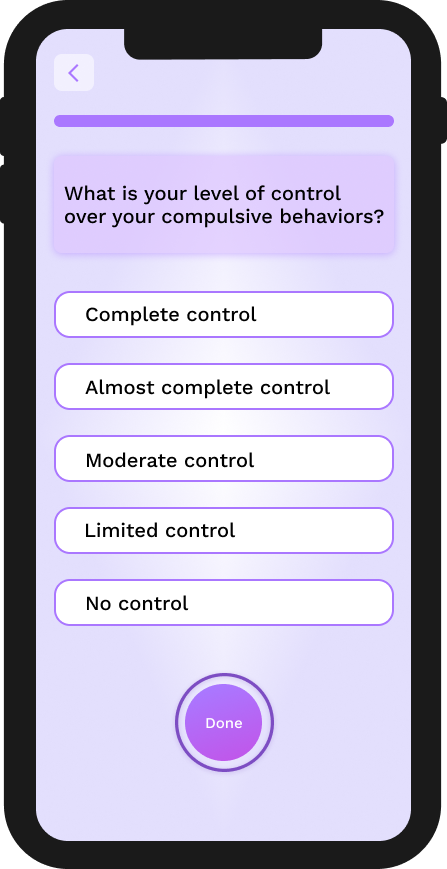 What is your level of control
over your compulsive behaviors?
Complete control
Almost complete control
Moderate control
Limited control
No control
Done